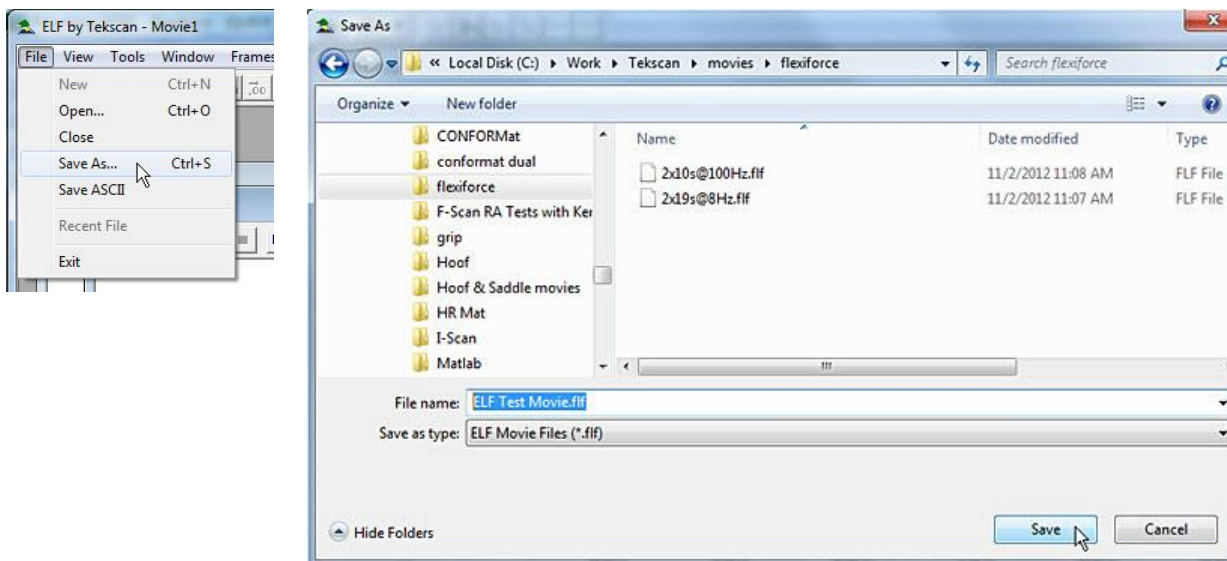 ELF by Tekscan - Movie1
File View Tools Window Frames
New Ctrl+N
Open... Ctrl+O
Close
Save As... Ctrl+S
Save ASCII
Recent File
Exit
Save As
« Local Disk (C:) Work Tekscan movies flexiforce Search flexiforce
Organize New folder
Name Date modified Type
CONFORMat
conformat dual
flexiforce
F-Scan RA Tests with Ker
grip
Hoof
Hoof & Saddle movies
HR Mat
I-Scan
Matlab
2x10s@100Hz.flf 11/2/2012 11:08 AM FLF File
2x19s@8Hz.flf 11/2/2012 11:07 AM FLF File
File name: ELF Test Movie.flf
Save as type: ELF Movie Files (*.flf)
Hide Folders Save Cancel